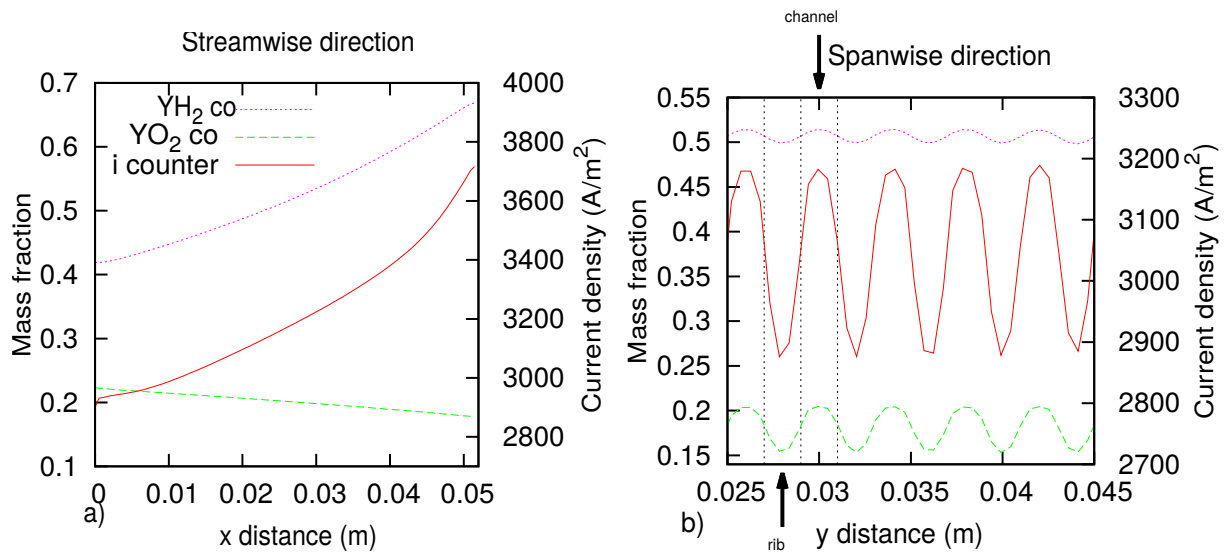 Streamwise direction
0.7
0.6
0.5
0.4
0.3
0.2
0.1
Mass fraction
YH2 co
YO2 co
i counter
4000
3800
3600
3400
3200
3000
2800
Current density (A/m²)
0
0.01
0.02
0.03
0.04
0.05
a)
x distance (m)
channel
Spanwise direction
0.55
0.5
0.45
0.4
0.35
0.3
0.25
0.2
0.15
Mass fraction
3300
3200
3100
3000
2900
2800
2700
Current density (A/m²)
0.025
0.03
0.035
0.04
0.045
b)
y distance (m)
rib